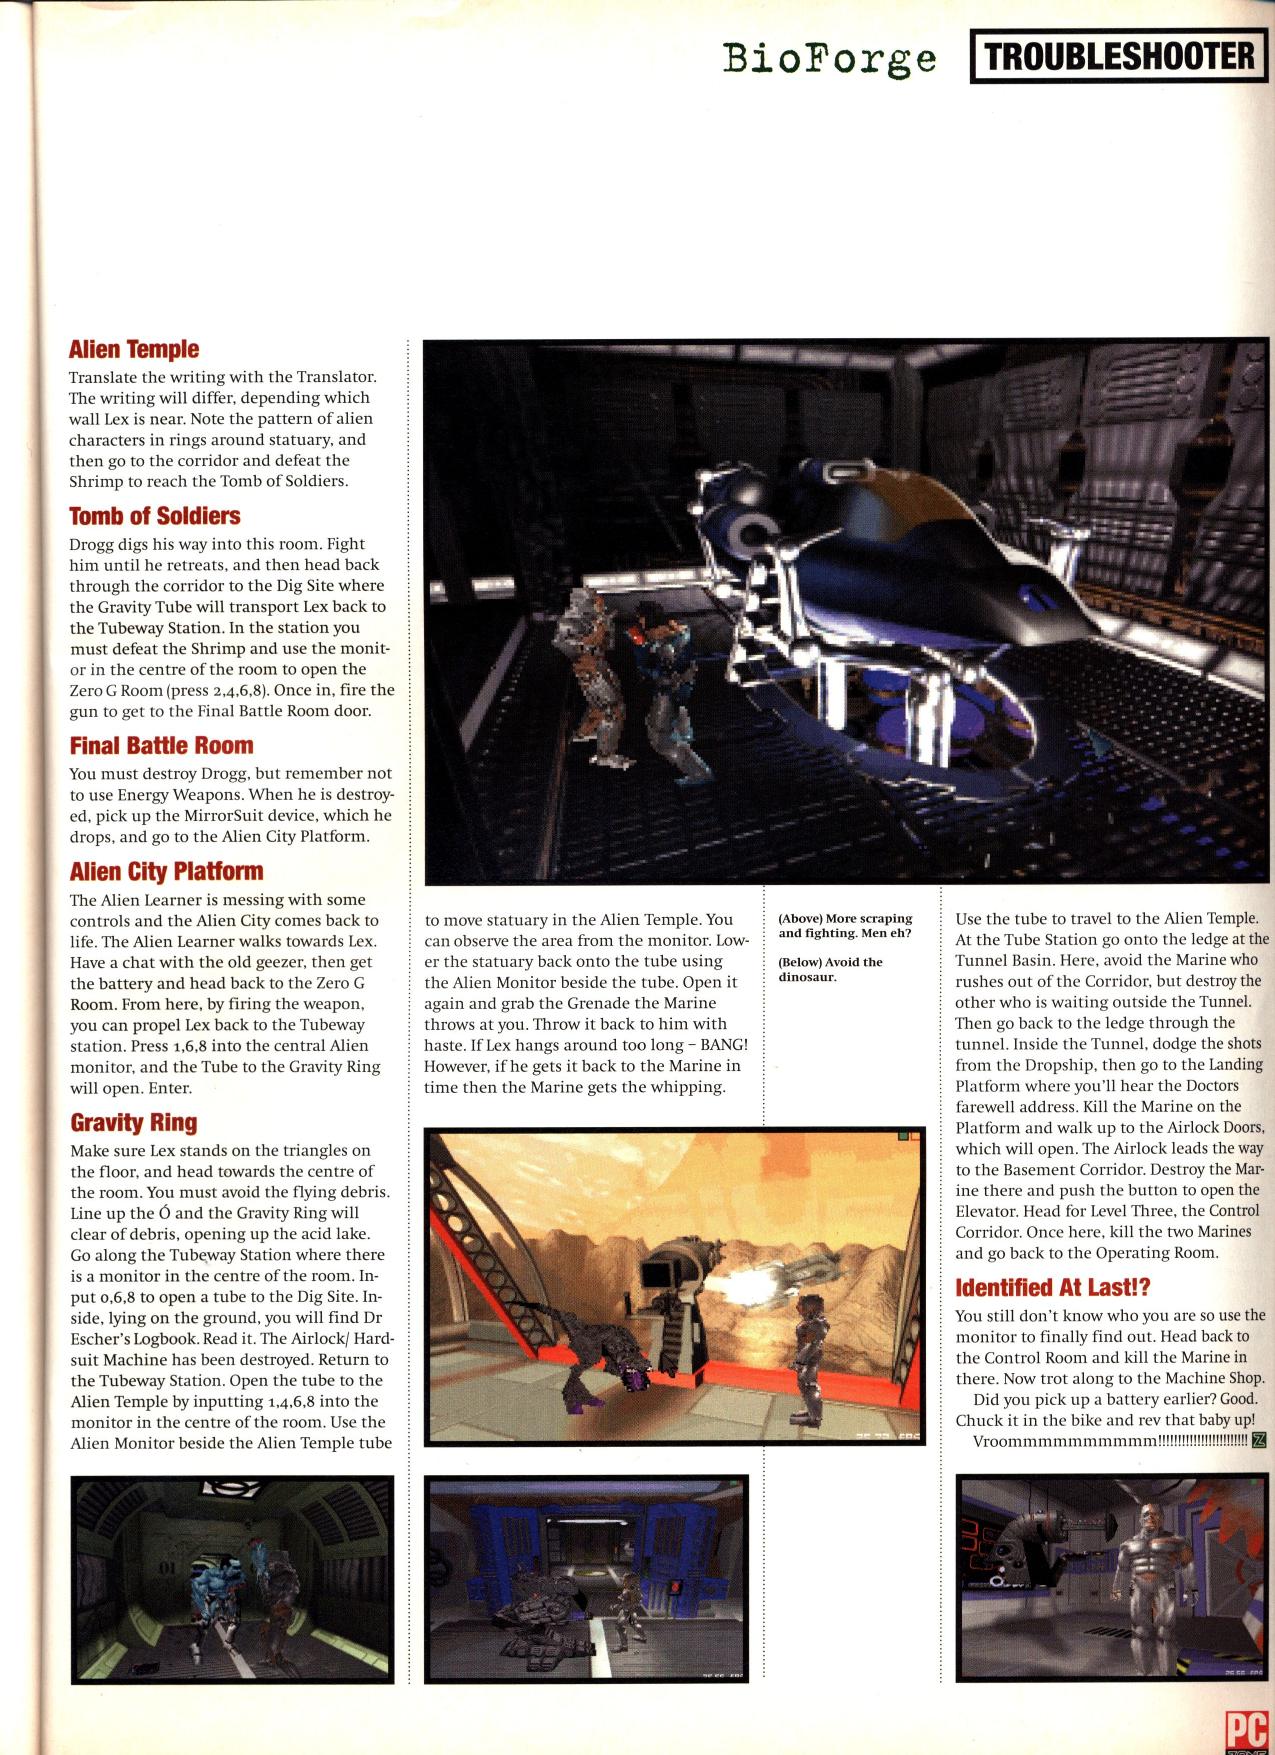 BioForge TROUBLESHOOTER
Alien Temple
Translate the writing with the Translator.
The writing will differ, depending which
wall Lex is near. Note the pattern of alien
characters in rings around statuary, and
then go to the corridor and defeat the
Shrimp to reach the Tomb of Soldiers.
Tomb of Soldiers
Drogg digs his way into this room. Fight
him until he retreats, and then head back
through the corridor to the Dig Site where
the Gravity Tube will transport Lex back to
the Tubeway Station. In the station you
must defeat the Shrimp and use the monit-
or in the centre of the room to open the
Zero G Room (press 2,4,6,8). Once in, fire the
gun to get to the Final Battle Room door.
Final Battle Room
You must destroy Drogg, but remember not
to use Energy Weapons. When he is destroy-
ed, pick up the MirrorSuit device, which he
drops, and go to the Alien City Platform.
Alien City Platform
The Alien Learner is messing with some
controls and the Alien City comes back to
life. The Alien Learner walks towards Lex.
Have a chat with the old geezer, then get
the battery and head back to the Zero G
Room. From here, by firing the weapon,
you can propel Lex back to the Tubeway
station. Press 1,6,8 into the central Alien
monitor, and the Tube to the Gravity Ring
will open. Enter.
Gravity Ring
Make sure Lex stands on the triangles on
the floor, and head towards the centre of
the room. You must avoid the flying debris.
Line up the Ó and the Gravity Ring will
clear of debris, opening up the acid lake.
Go along the Tubeway Station where there
is a monitor in the centre of the room. In-
put 0,6,8 to open a tube to the Dig Site. In-
side, lying on the ground, you will find Dr
Escher's Logbook. Read it. The Airlock/ Hard-
suit Machine has been destroyed. Return to
the Tubeway Station. Open the tube to the
Alien Temple by inputting 1,4,6,8 into the
monitor in the centre of the room. Use the
Alien Monitor beside the Alien Temple tube
to move statuary in the Alien Temple. You
can observe the area from the monitor. Low-
er the statuary back onto the tube using
the Alien Monitor beside the tube. Open it
again and grab the Grenade the Marine
throws at you. Throw it back to him with
haste. If Lex hangs around too long – BANG!
However, if he gets it back to the Marine in
time then the Marine gets the whipping.
(Above) More scraping
and fighting. Men eh?
(Below) Avoid the
dinosaur.
Use the tube to travel to the Alien Temple.
At the Tube Station go onto the ledge at the
Tunnel Basin. Here, avoid the Marine who
rushes out of the Corridor, but destroy the
other who is waiting outside the Tunnel.
Then go back to the ledge through the
tunnel. Inside the Tunnel, dodge the shots
from the Dropship, then go to the Landing
Platform where you'll hear the Doctors
farewell address. Kill the Marine on the
Platform and walk up to the Airlock Doors,
which will open. The Airlock leads the way
to the Basement Corridor. Destroy the Mar-
ine there and push the button to open the
Elevator. Head for Level Three, the Control
Corridor. Once here, kill the two Marines
and go back to the Operating Room.
Identified At Last!?
You still don't know who you are so use the
monitor to finally find out. Head back to
the Control Room and kill the Marine in
there. Now trot along to the Machine Shop.
Did you pick up a battery earlier? Good.
Chuck it in the bike and rev that baby up!
Vroommmmmmmmmm!!!!!!!!!!!!!!!!!!!!!!!! Z
01
PC